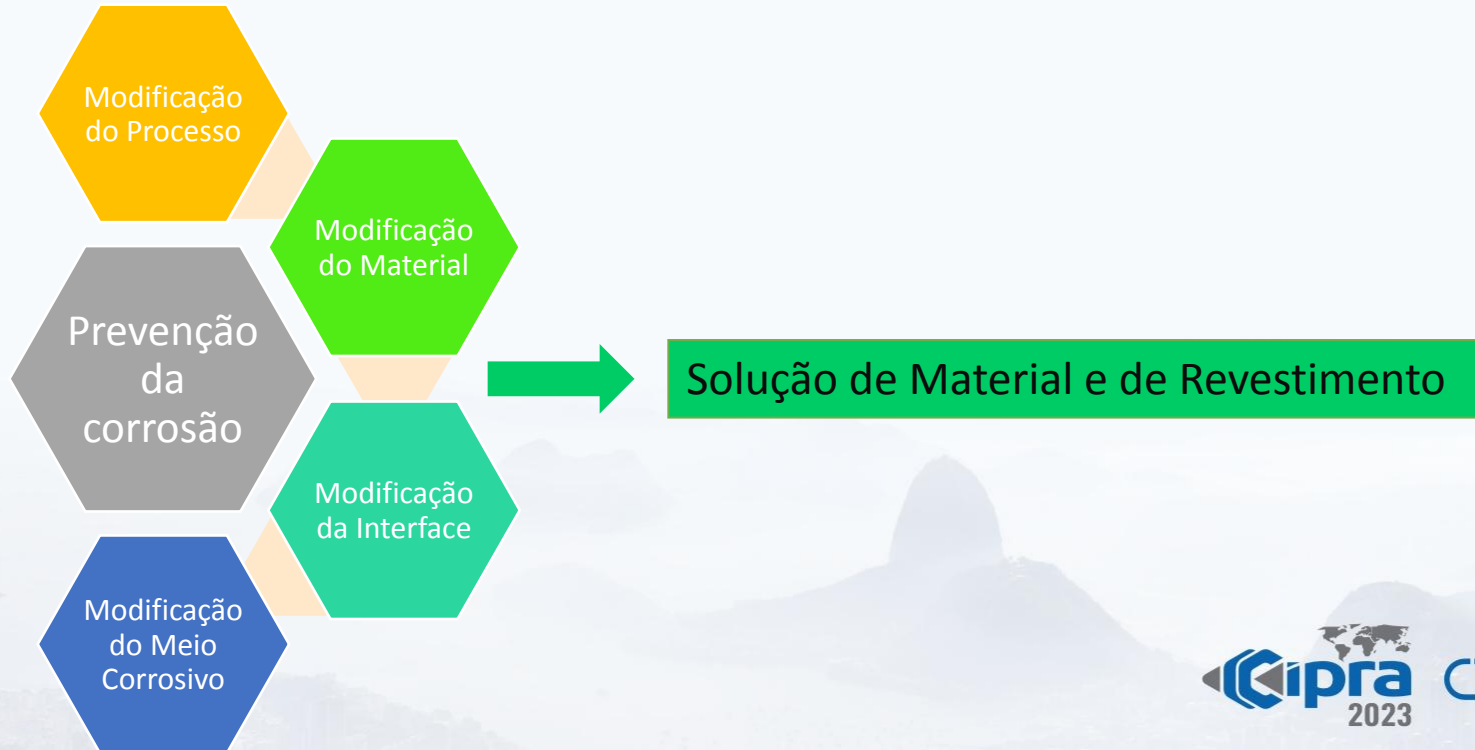 Modificação
do Processo
Modificação
do Material
Prevenção
da
corrosão
Solução de Material e de Revestimento
Modificação
da Interface
Modificação
do Meio
Corrosivo
Cipra
2023